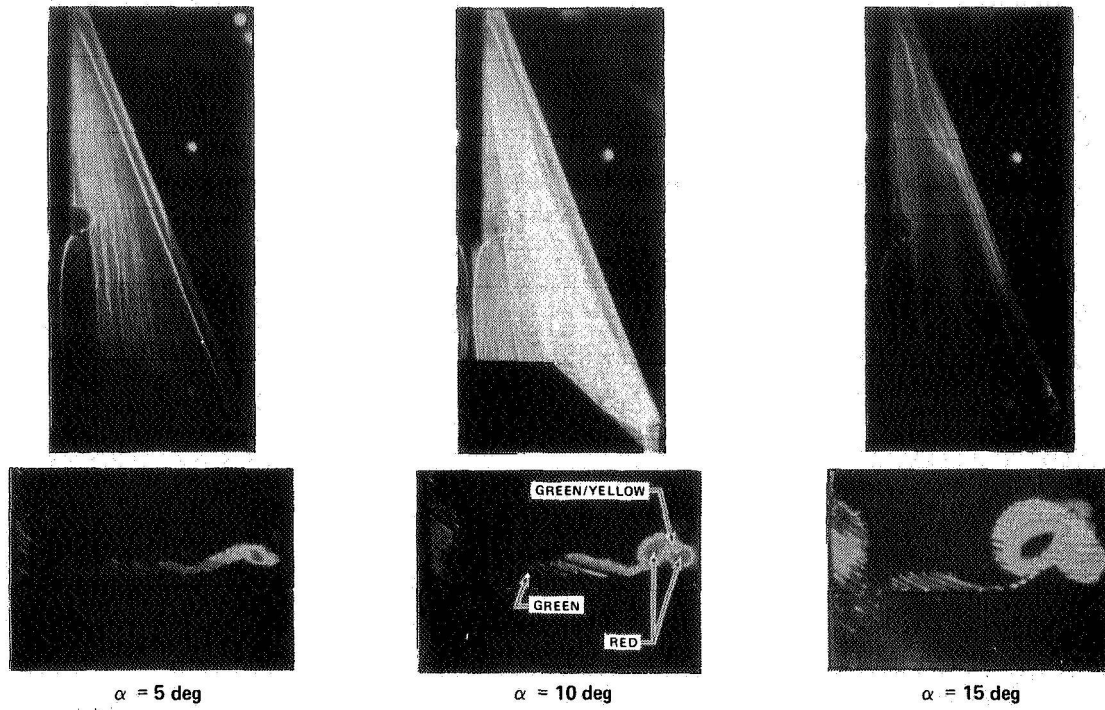 GREEN/YELLOW
GREEN
RED
α = 5 deg
α = 10 deg
α = 15 deg